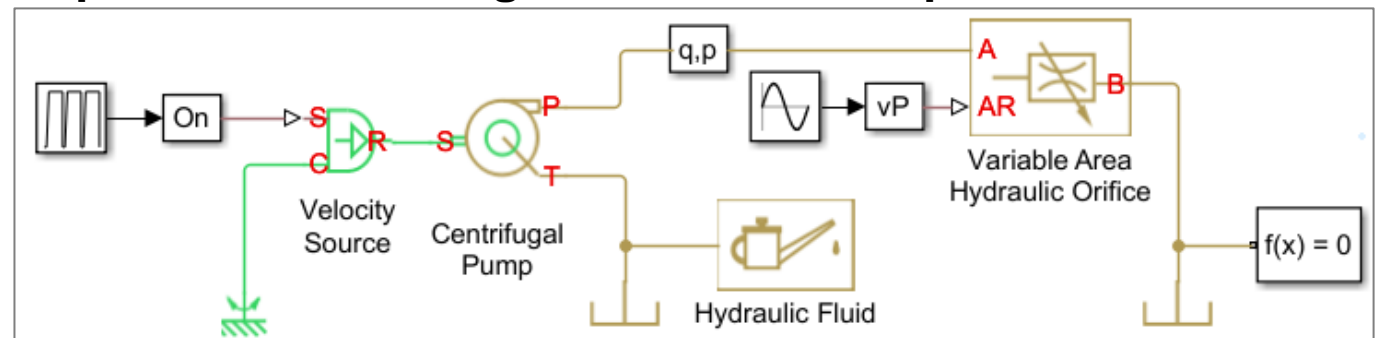 q,p
A
On
S
R
C
S
P
T
vP
AR
B
Variable Area
Hydraulic Orifice
Velocity
Source
Centrifugal
Pump
f(x) = 0
Hydraulic Fluid